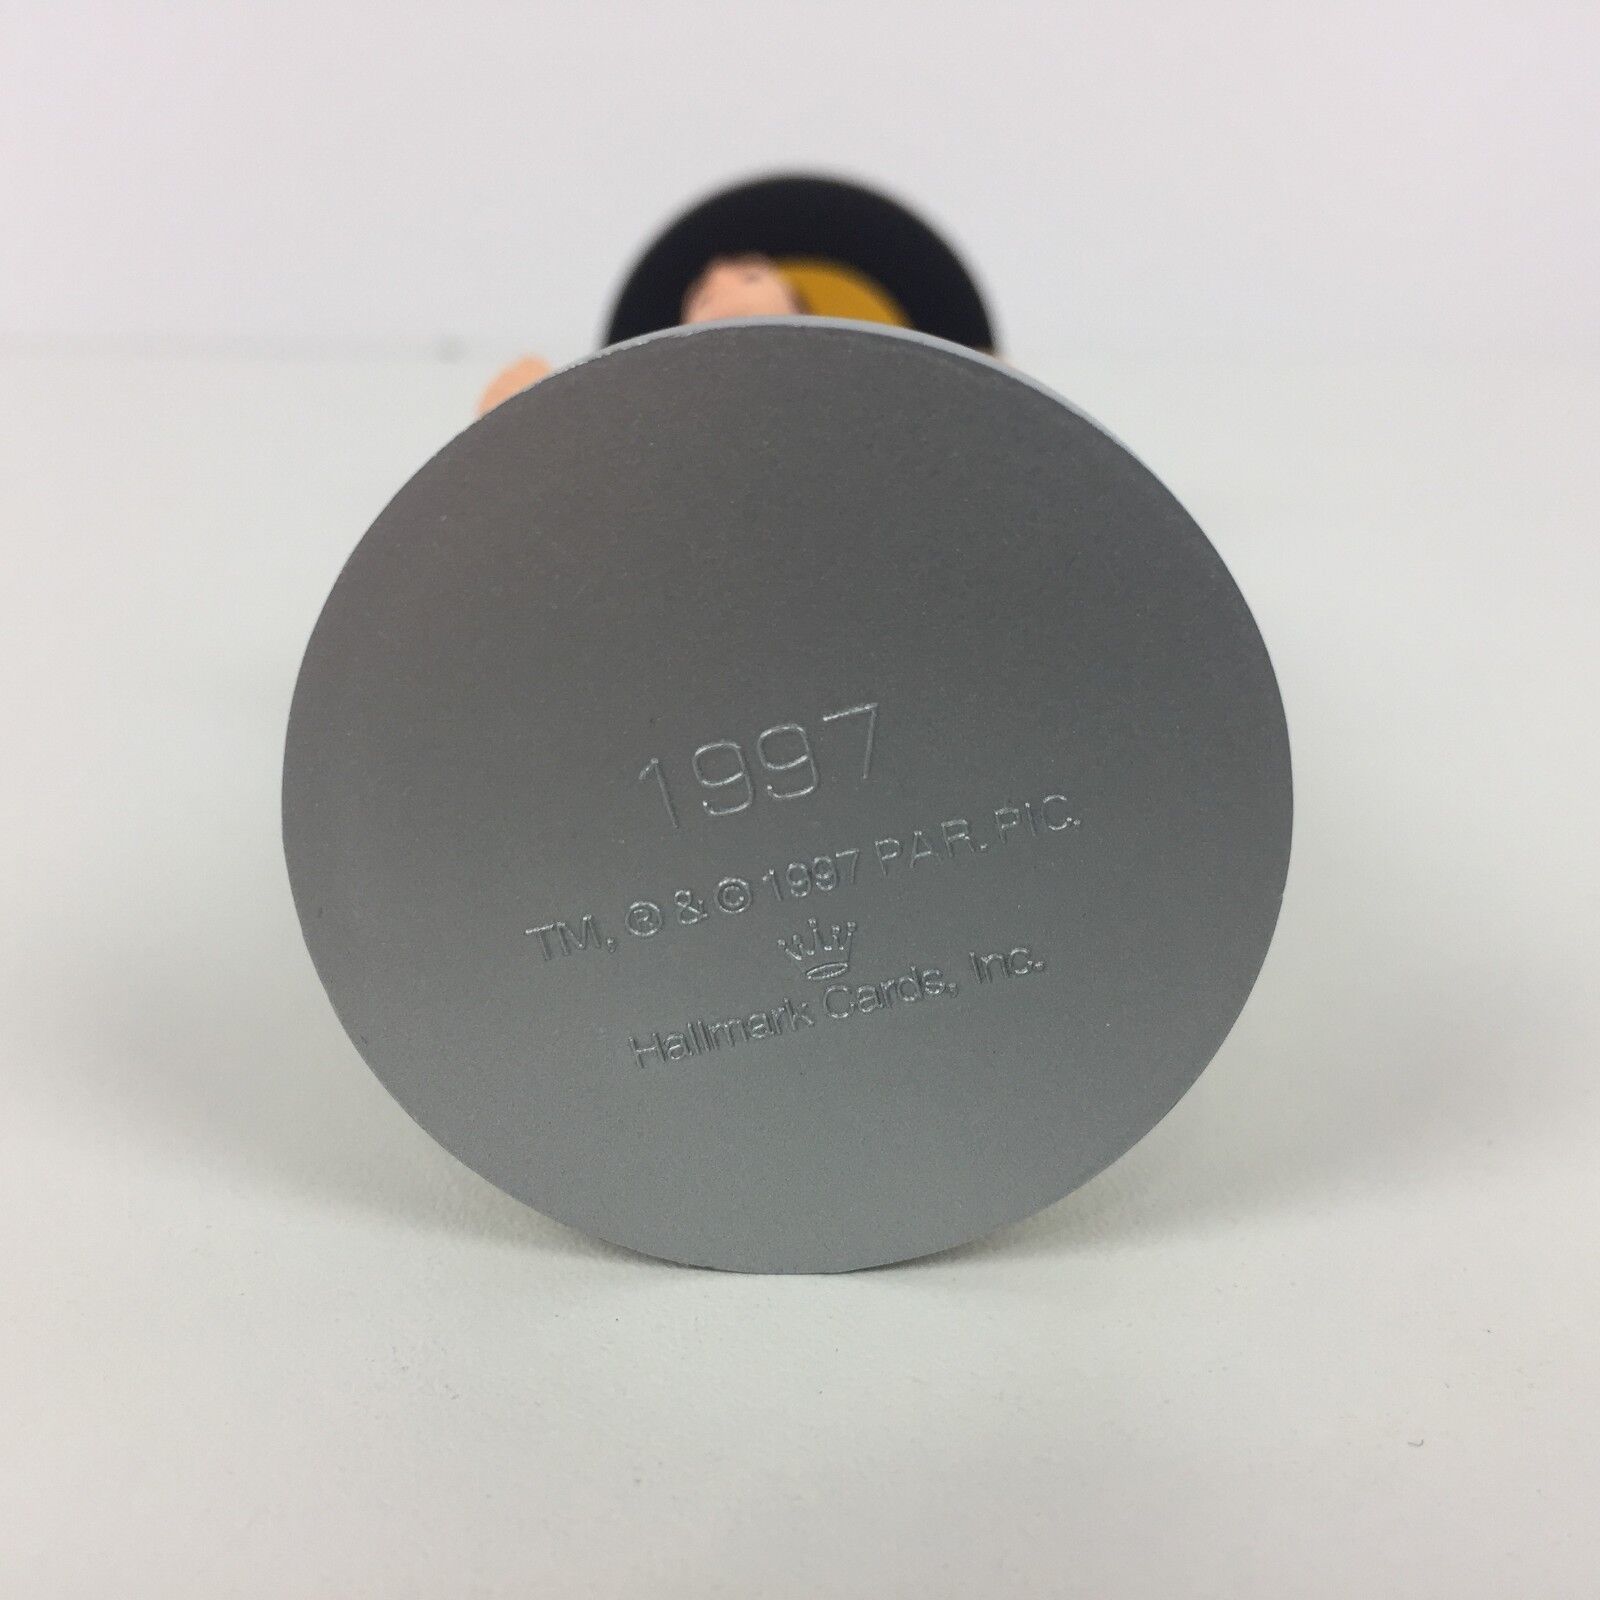 1997
TM, ® & © 1997 PAR. PIC.
Hallmark Cards, Inc.